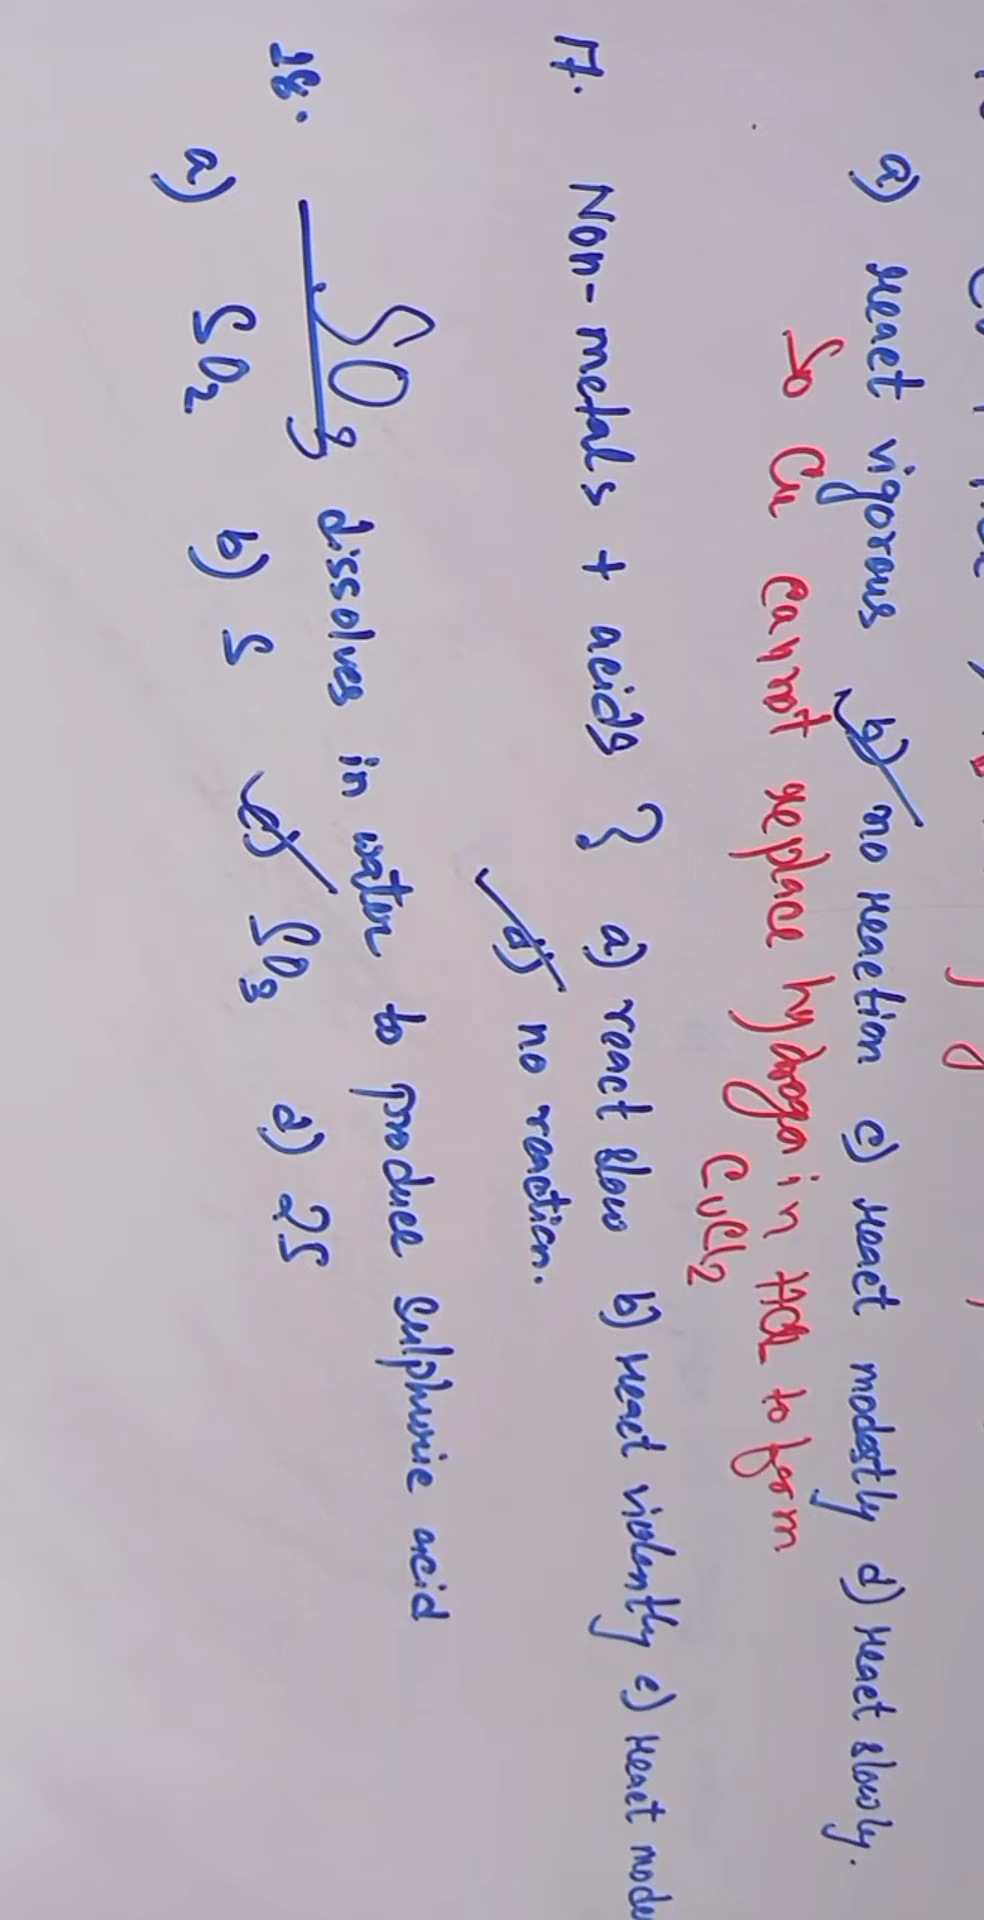 a) react vigorous b) no reaction c) react modestly d) react slowly.
So Cu cannot replace hydrogen in HCl to form
CuCl2
17. Non-metals + acids } a) react slow b) react violently c) react mode
d) no reaction.
18. SO3 dissolves in water to produce sulphuric acid
a) SO2 b) S c) SO3 d) 2S